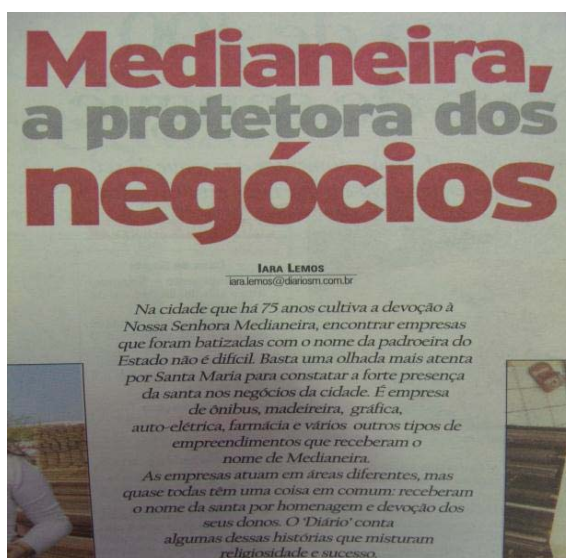 Medianeira,
a protetora dos
negócios
IARA LEMOS
iara.lemos@diariosm.com.br
Na cidade que há 75 anos cultiva a devoção à
Nossa Senhora Medianeira, encontrar empresas
que foram batizadas com o nome da padroeira do
Estado não é difícil. Basta uma olhada mais atenta
por Santa Maria para constatar a forte presença
da santa nos negócios da cidade. É empresa
de ônibus, madeireira, gráfica,
auto-elétrica, farmácia e vários outros tipos de
empreendimentos que receberam o
nome de Medianeira.
As empresas atuam em áreas diferentes, mas
quase todas têm uma coisa em comum: receberam
o nome da santa por homenagem e devoção dos
seus donos. O 'Diário' conta
algumas dessas histórias que misturam
religiosidade e sucesso.